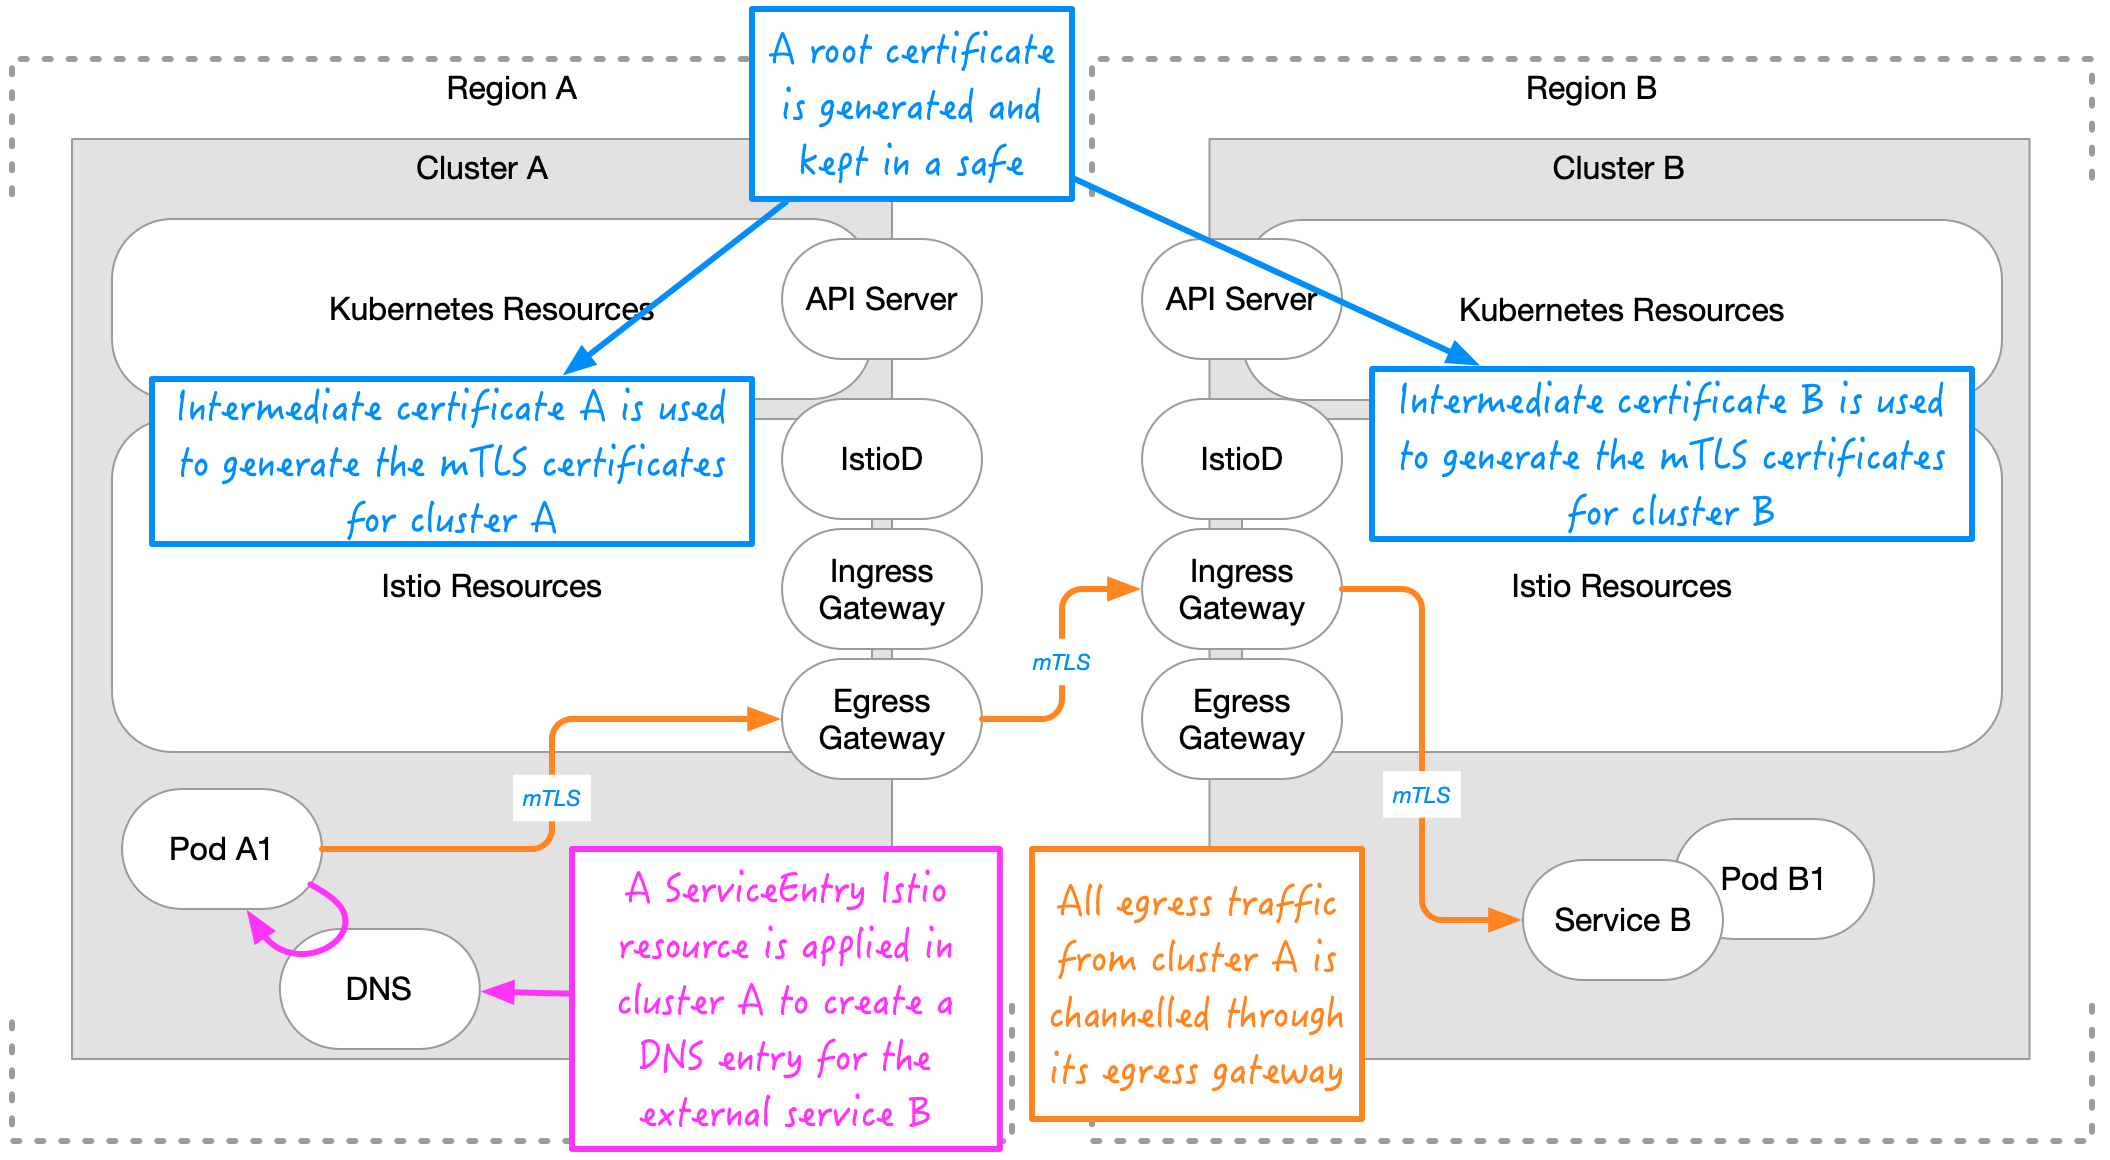 A root certificate
is generated and
kept in a safe
Region A
Region B
Cluster A
Cluster B
Kubernetes Resources
API Server
API Server
Kubernetes Resources
Intermediate certificate A is used
to generate the mTLS certificates
for cluster A
IstioD
IstioD
Intermediate certificate B is used
to generate the mTLS certificates
for cluster B
Istio Resources
Ingress
Gateway
Ingress
Gateway
Istio Resources
mTLS
Egress
Gateway
Egress
Gateway
mTLS
mTLS
Pod A1
DNS
A ServiceEntry Istio
resource is applied in
cluster A to create a
DNS entry for the
external service B
All egress traffic
from cluster A is
channelled through
its egress gateway
Pod B1
Service B